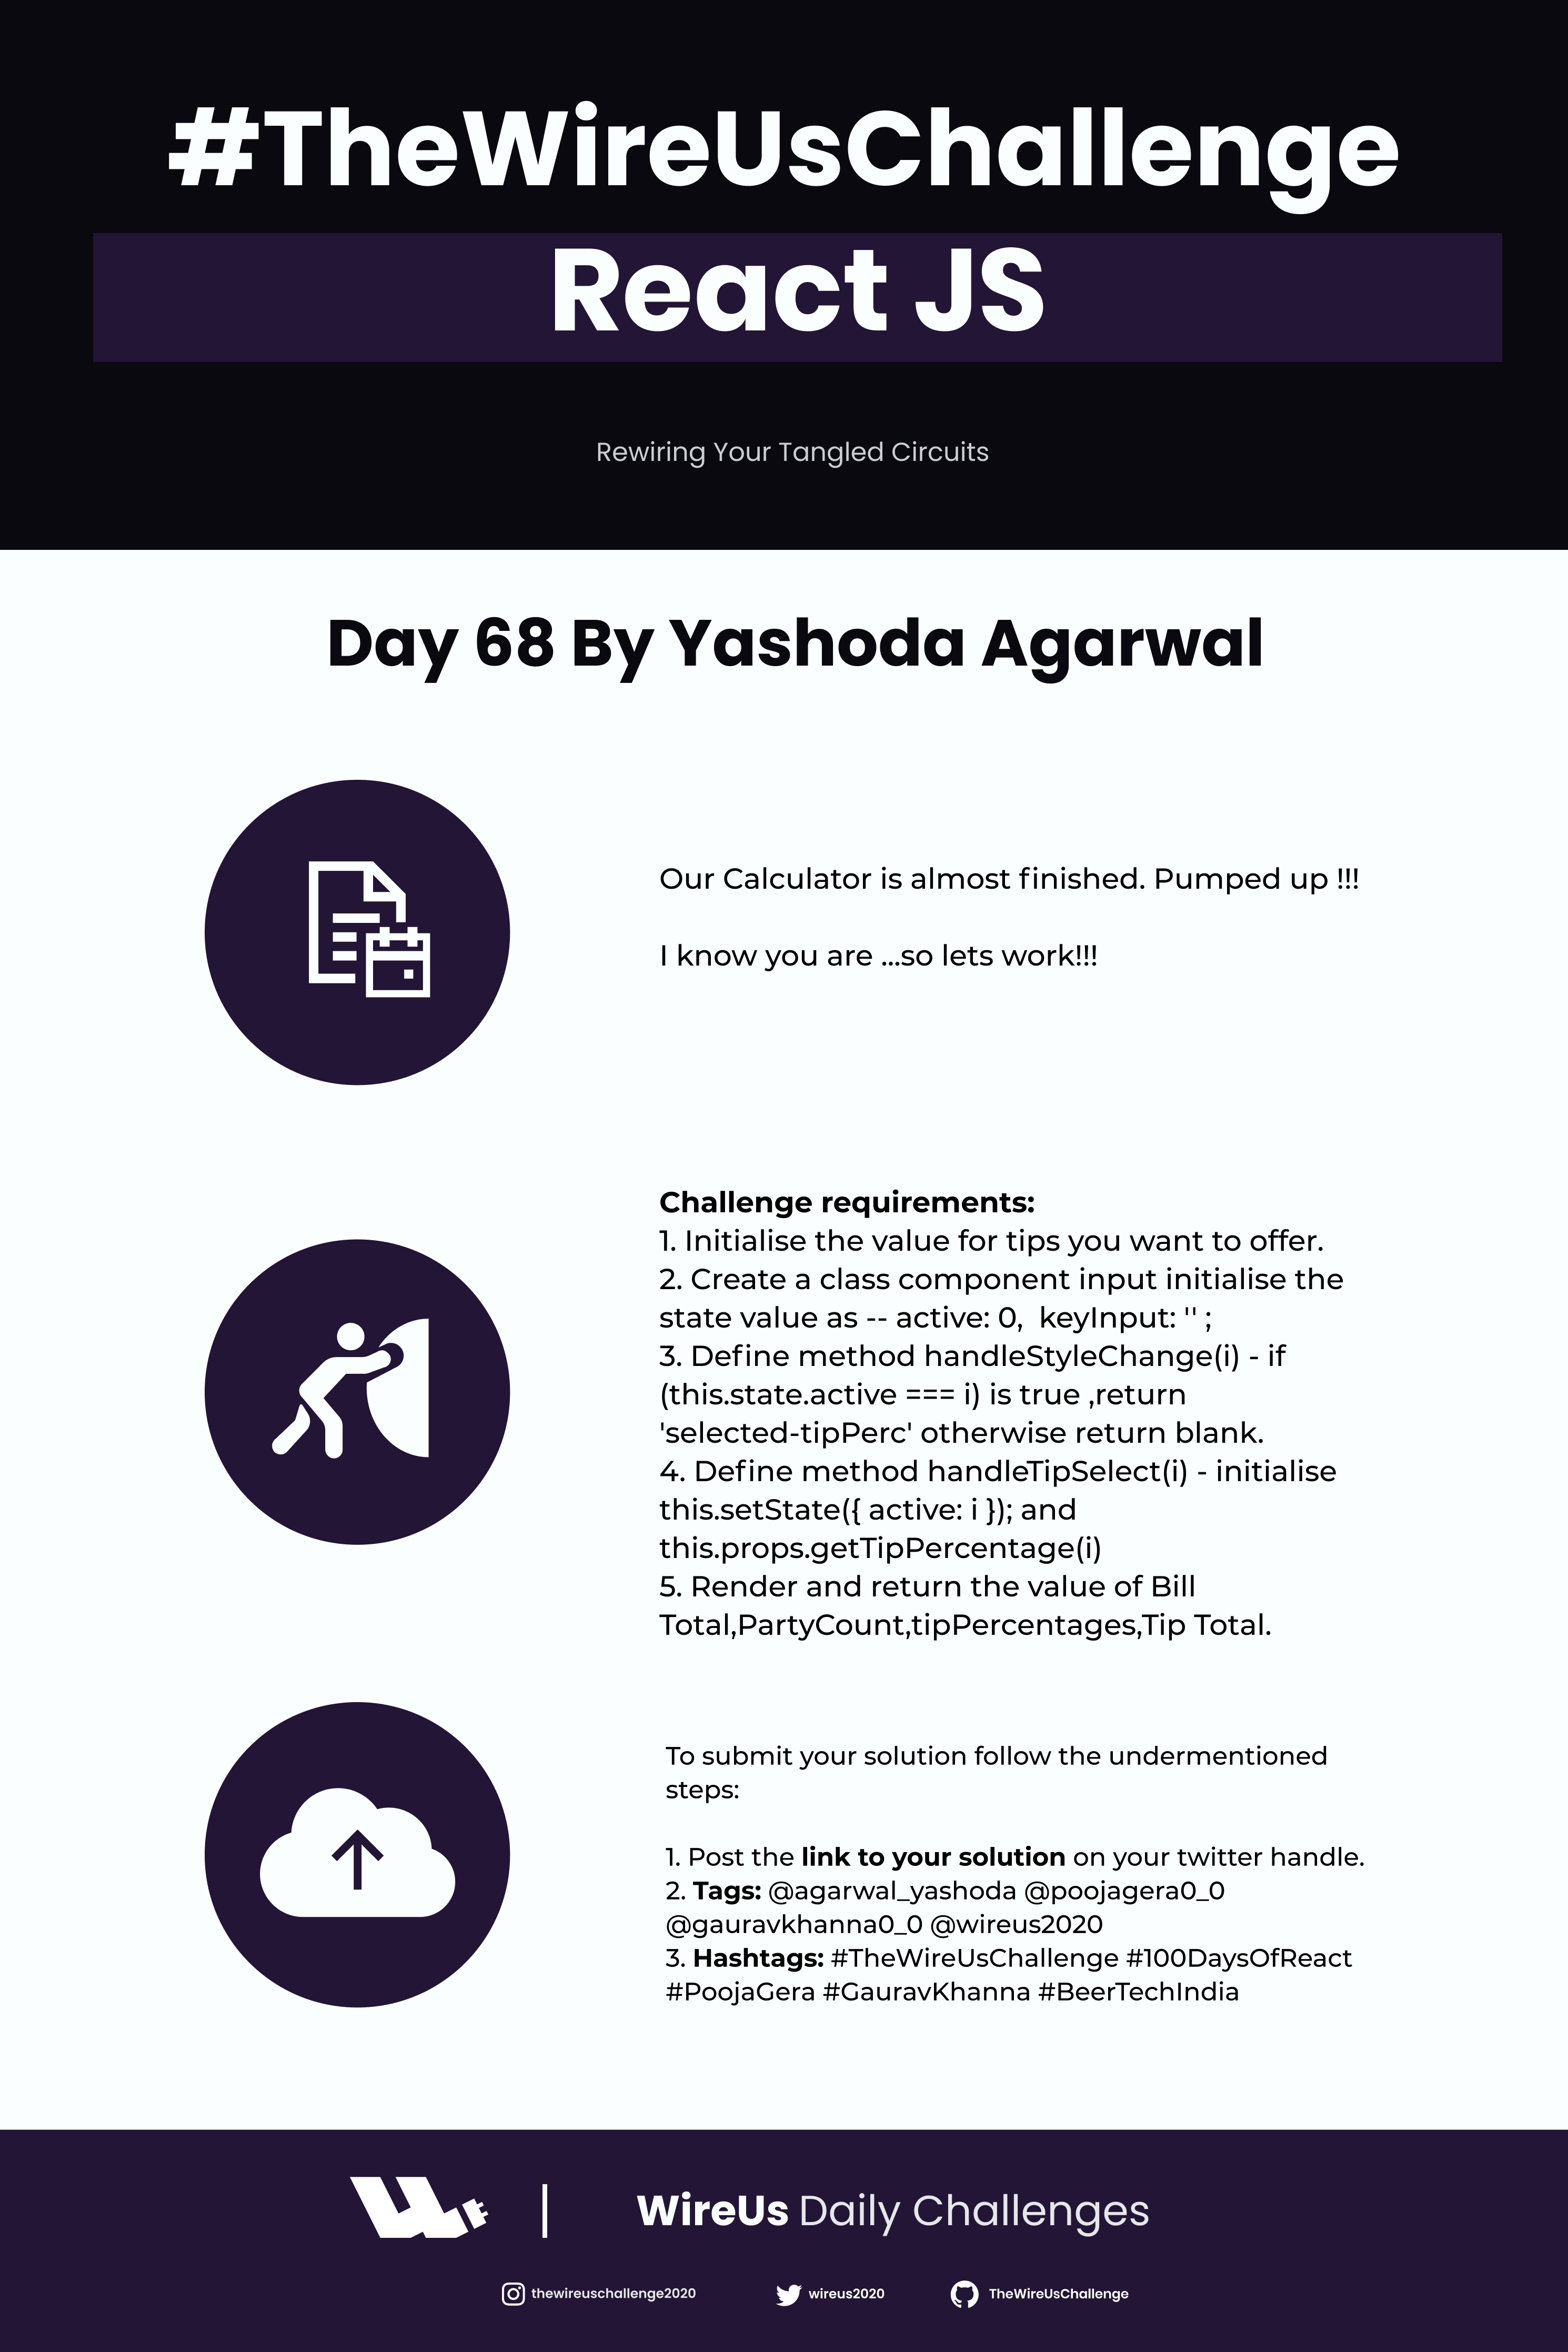 #TheWireUsChallenge
React JS
Rewiring Your Tangled Circuits
Day 68 By Yashoda Agarwal
Our Calculator is almost finished. Pumped up !!!
I know you are ...so lets work!!!
Challenge requirements:
1. Initialise the value for tips you want to offer.
2. Create a class component input initialise the
state value as -- active: 0,  keyInput: '' ;
3. Define method handleStyleChange(i) - if
(this.state.active === i) is true ,return
'selected-tipPerc' otherwise return blank.
4. Define method handleTipSelect(i) - initialise
this.setState({ active: i }); and
this.props.getTipPercentage(i)
5. Render and return the value of Bill
Total,PartyCount,tipPercentages,Tip Total.
To submit your solution follow the undermentioned
steps:
1. Post the link to your solution on your twitter handle.
2. Tags: @agarwal_yashoda @poojagera0_0
@gauravkhanna0_0 @wireus2020
3. Hashtags: #TheWireUsChallenge #100DaysOfReact
#PoojaGera #GauravKhanna #BeerTechIndia
WireUs Daily Challenges
thewireuschallenge2020 wireus2020 TheWireUsChallenge